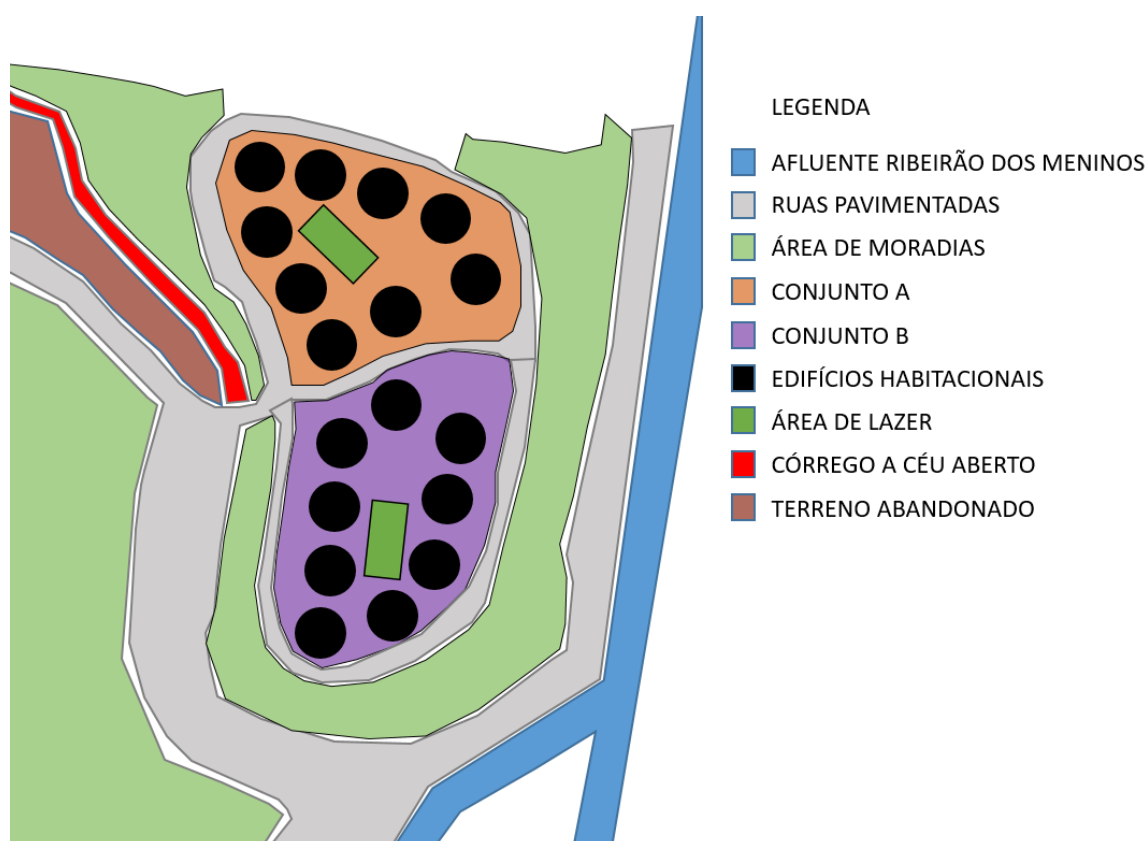 LEGENDA
AFLUENTE RIBEIRÃO DOS MENINOS
RUAS PAVIMENTADAS
ÁREA DE MORADIAS
CONJUNTO A
CONJUNTO B
EDIFÍCIOS HABITACIONAIS
ÁREA DE LAZER
CÓRREGO A CÉU ABERTO
TERRENO ABANDONADO